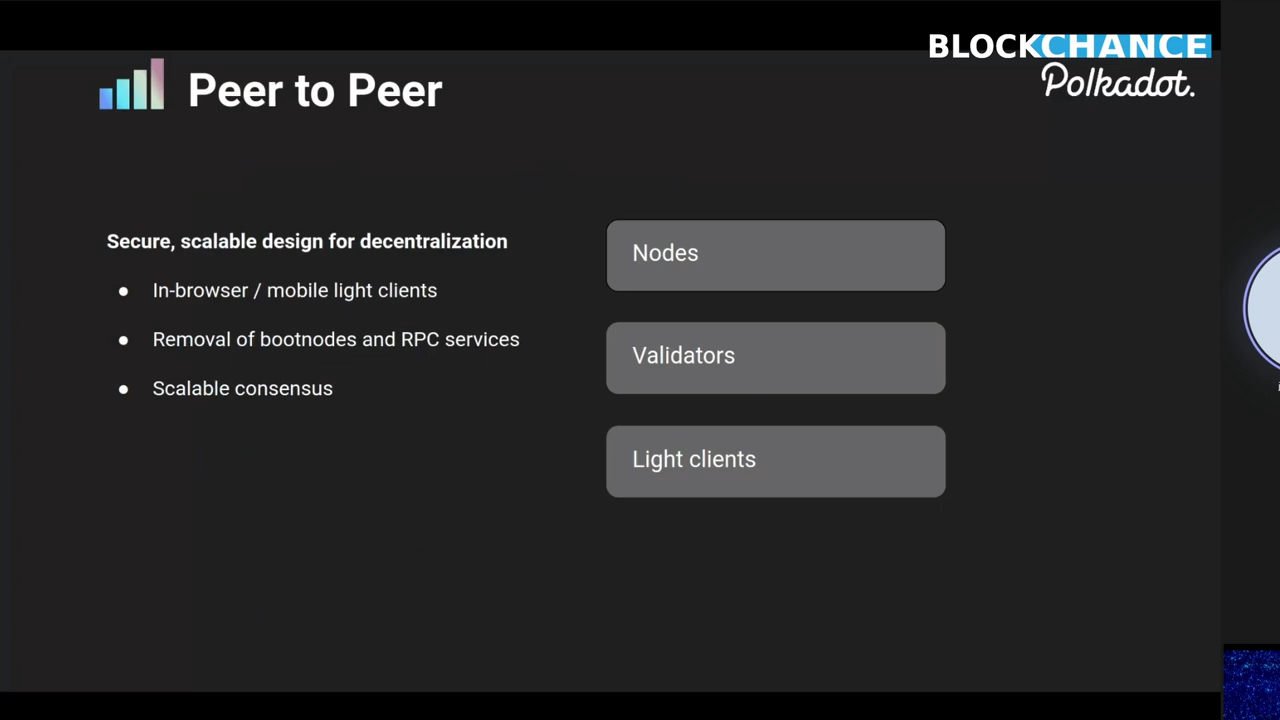 BLOCKCHANCE
Polkadot.
Peer to Peer
Secure, scalable design for decentralization
● In-browser / mobile light clients
● Removal of bootnodes and RPC services
● Scalable consensus
Nodes
Validators
Light clients